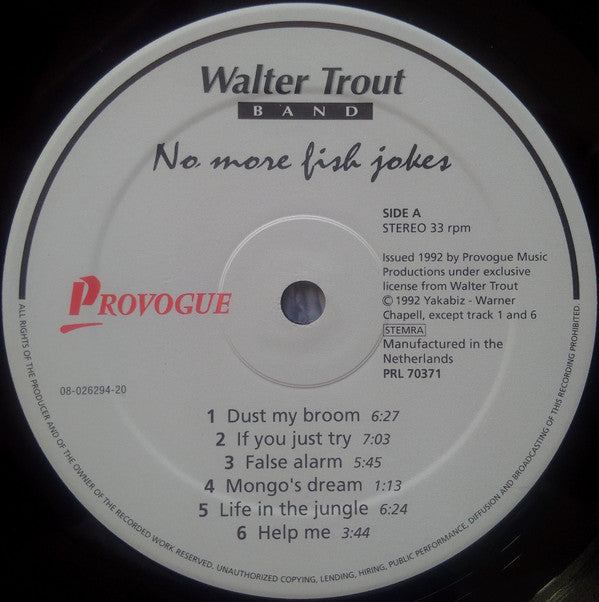 Walter Trout
BAND
No more fish jokes
SIDE A
STEREO 33 rpm
Issued 1992 by Provogue Music
Productions under exclusive
license from Walter Trout
© 1992 Yakabiz - Warner
Chapell, except track 1 and 6
STEMRA
Manufactured in the
Netherlands
PRL 70371
PROVOGUE
08-026294-20
1 Dust my broom 6:27
2 If you just try 7:03
3 False alarm 5:45
4 Mongo's dream 1:13
5 Life in the jungle 6:24
6 Help me 3:44
ALL RIGHTS OF THE PRODUCER AND OF THE OWNER OF THE RECORDED WORK RESERVED. UNAUTHORIZED COPYING, LENDING, HIRING, PUBLIC PERFORMANCE, DIFFUSION AND BROADCASTING OF THIS RECORDING PROHIBITED